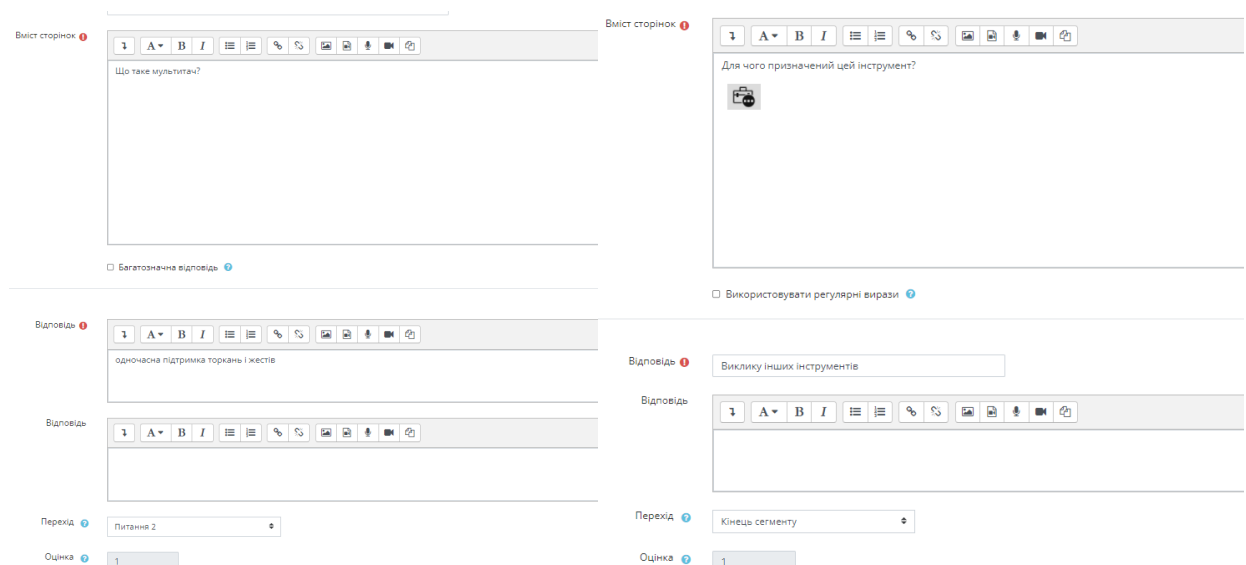 Вміст сторінок
Що таке мультитач?
Багатозначна відповідь
Відповідь
одночасна підтримка торкань і жестів
Відповідь
Перехід
Питання 2
Оцінка
1
Вміст сторінок
Для чого призначений цей інструмент?
Використовувати регулярні вирази
Відповідь
Виклику інших інструментів
Відповідь
Перехід
Кінець сегменту
Оцінка
1